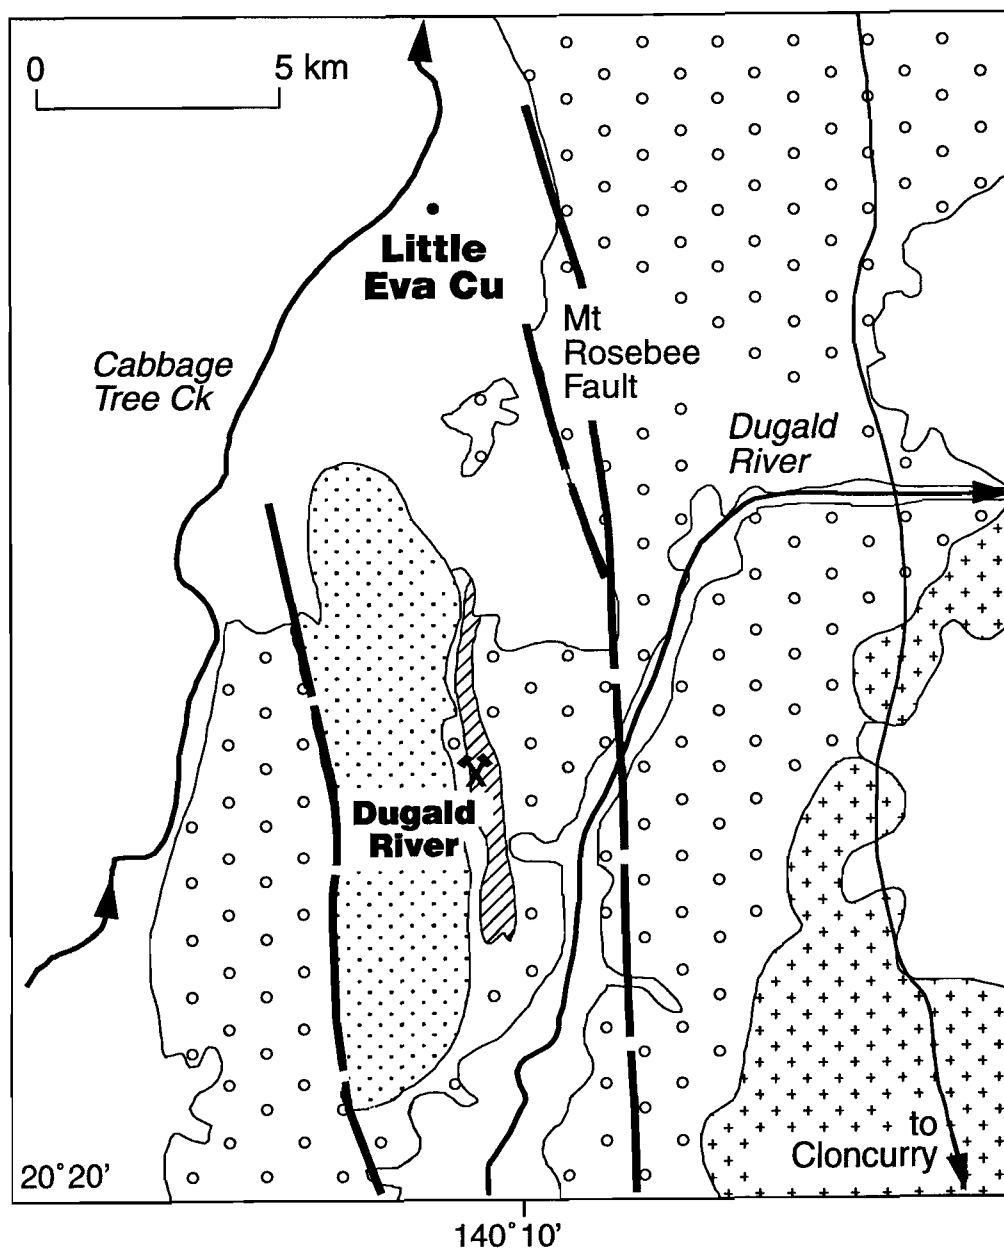 0 5 km
Little
Eva Cu
Cabbage
Tree Ck
Mt
Rosebee
Fault
Dugald
River
Dugald
River
to
Cloncurry
20°20'
140°10'